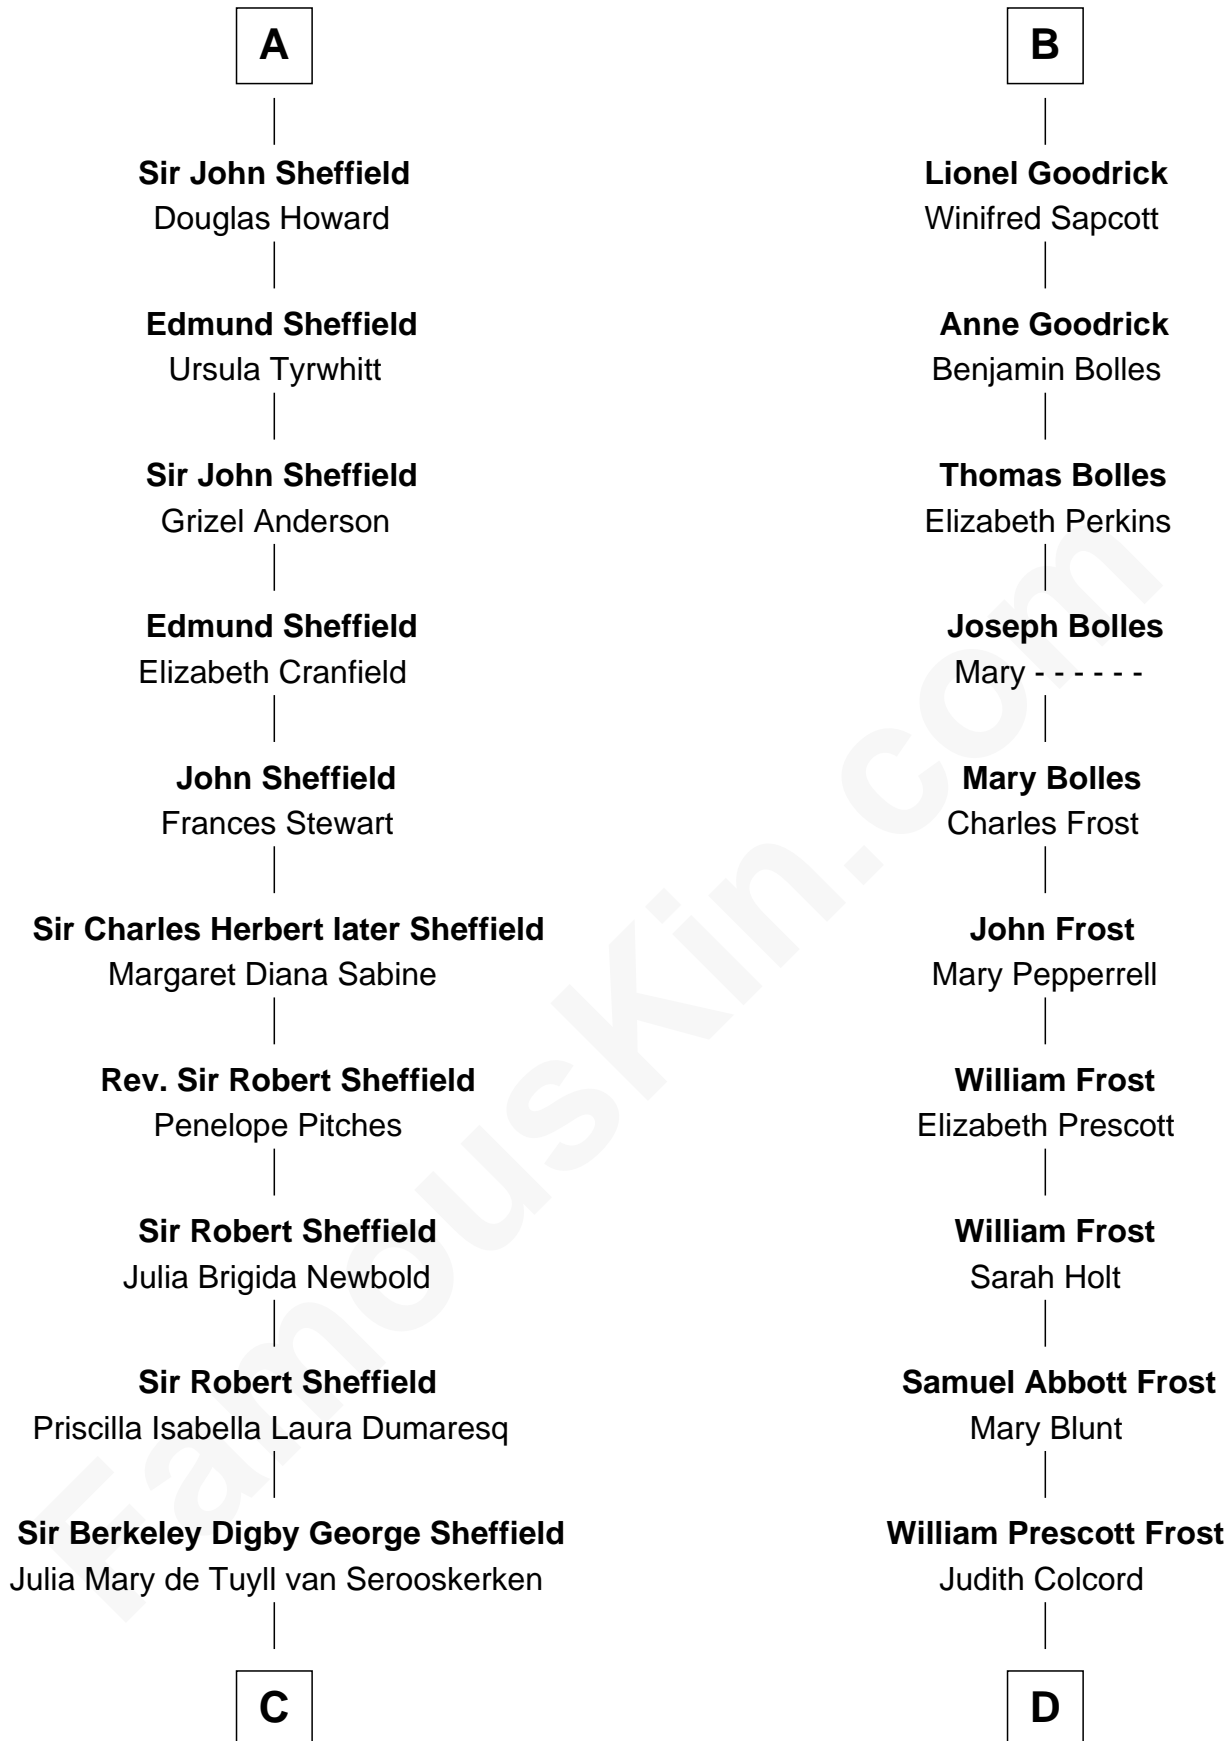 A
Sir John Sheffield
Douglas Howard
Edmund Sheffield
Ursula Tyrwhitt
Sir John Sheffield
Grizel Anderson
Edmund Sheffield
Elizabeth Cranfield
John Sheffield
Frances Stewart
Sir Charles Herbert later Sheffield
Margaret Diana Sabine
Rev. Sir Robert Sheffield
Penelope Pitches
Sir Robert Sheffield
Julia Brigida Newbold
Sir Robert Sheffield
Priscilla Isabella Laura Dumaresq
Sir Berkeley Digby George Sheffield
Julia Mary de Tuyll van Serooskerken
C
B
Lionel Goodrick
Winifred Sapcott
Anne Goodrick
Benjamin Bolles
Thomas Bolles
Elizabeth Perkins
Joseph Bolles
Mary - - - - - -
Mary Bolles
Charles Frost
John Frost
Mary Pepperrell
William Frost
Elizabeth Prescott
William Frost
Sarah Holt
Samuel Abbott Frost
Mary Blunt
William Prescott Frost
Judith Colcord
D
FamousKin.com